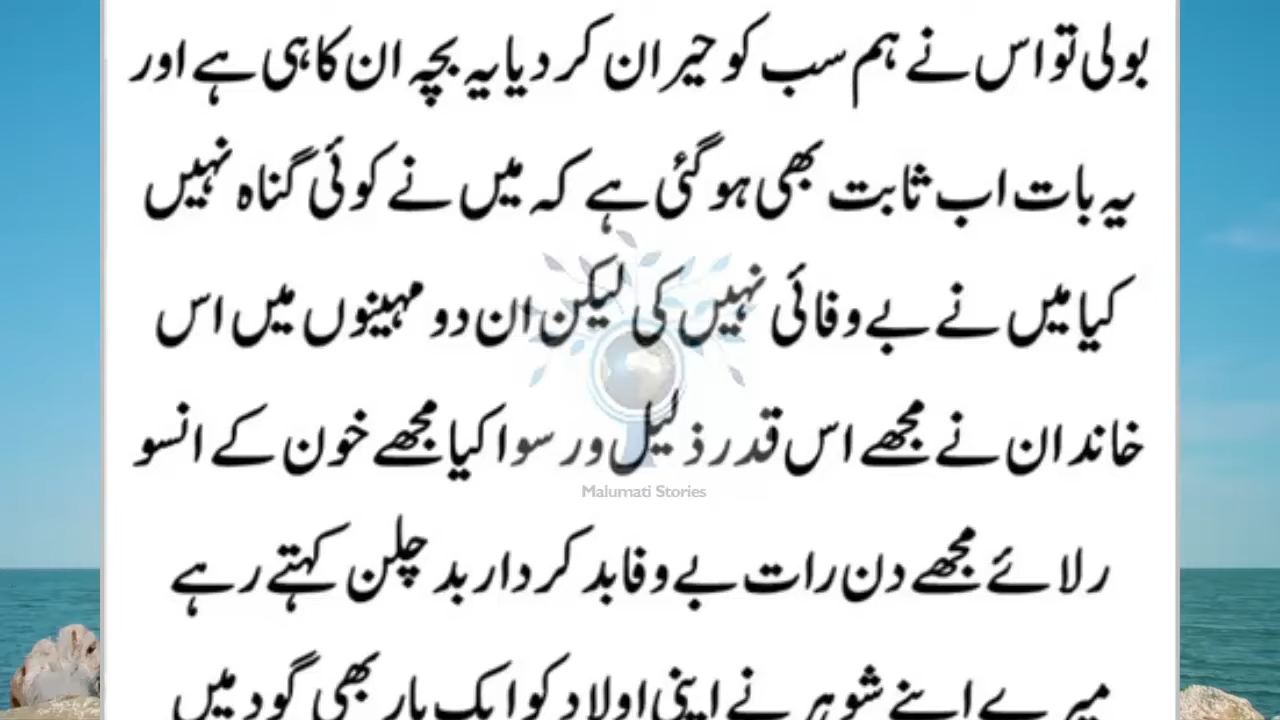 بولی تو اس نے ہم سب کو حیران کر دیا یہ بچہ ان کا ہی ہے اور
یہ بات اب ثابت بھی ہو گئی ہے کہ میں نے کوئی گناہ نہیں
کیا میں نے بے وفائی نہیں کی لیکن ان دو مہینوں میں اس
خاندان نے مجھے اس قدر ذلیل ورسوا کیا مجھے خون کے انسو
Malumati Stories
رلائے مجھے دن رات بے وفا بد کردار بد چلن کہتے رہے
میرے اپنے شوہر نے اپنی اولاد کو ایک بار بھی گود میں